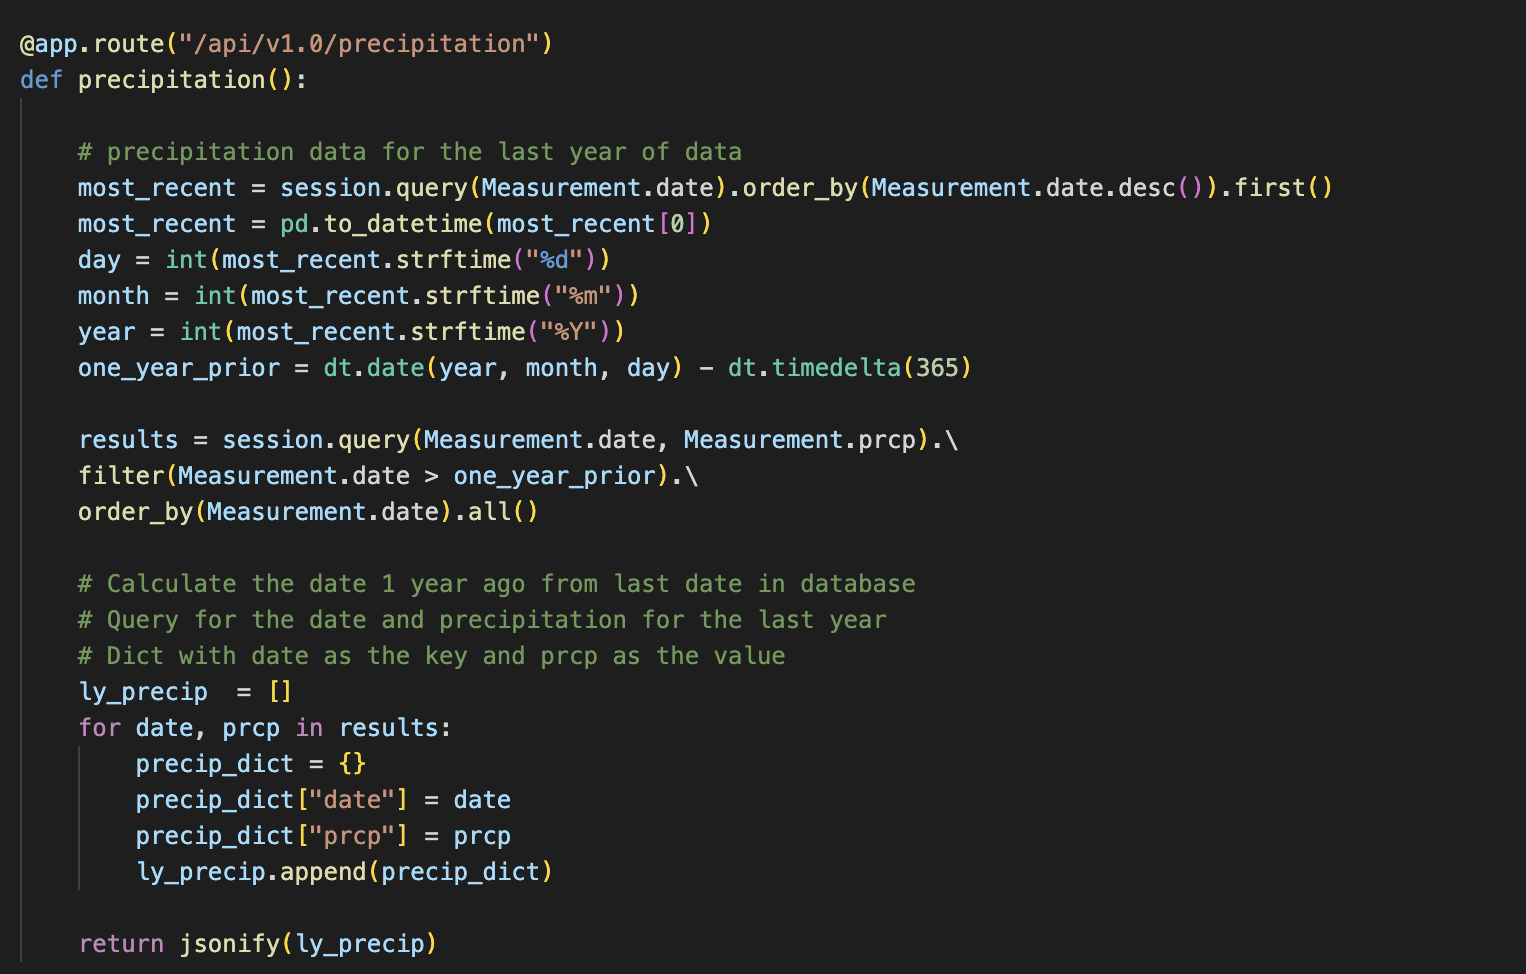 @app.route("/api/v1.0/precipitation")
def precipitation():
# precipitation data for the last year of data
most_recent = session.query(Measurement.date).order_by(Measurement.date.desc()).first()
most_recent = pd.to_datetime(most_recent[0])
day = int(most_recent.strftime("%d"))
month = int(most_recent.strftime("%m"))
year = int(most_recent.strftime("%Y"))
one_year_prior = dt.date(year, month, day) - dt.timedelta(365)
results = session.query(Measurement.date, Measurement.prcp).\
filter(Measurement.date > one_year_prior).\
order_by(Measurement.date).all()
# Calculate the date 1 year ago from last date in database
# Query for the date and precipitation for the last year
# Dict with date as the key and prcp as the value
ly_precip  = []
for date, prcp in results:
precip_dict = {}
precip_dict["date"] = date
precip_dict["prcp"] = prcp
ly_precip.append(precip_dict)
return jsonify(ly_precip)